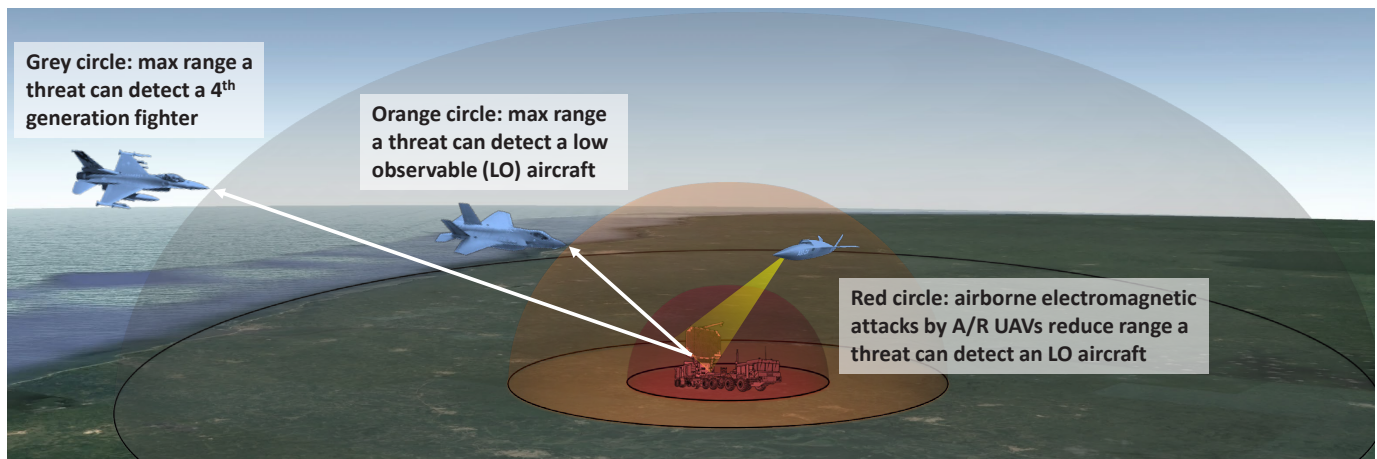 Grey circle: max range a
threat can detect a 4th
generation fighter
Orange circle: max range
a threat can detect a low
observable (LO) aircraft
Red circle: airborne electromagnetic
attacks by A/R UAVs reduce range a
threat can detect an LO aircraft